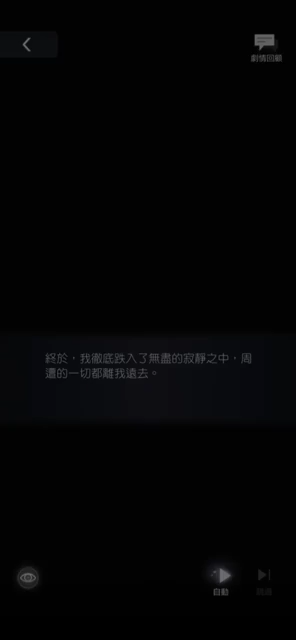 劇情回顧
終於，我徹底跌入了無盡的寂靜之中，周
遭的一切都離我遠去。
自動